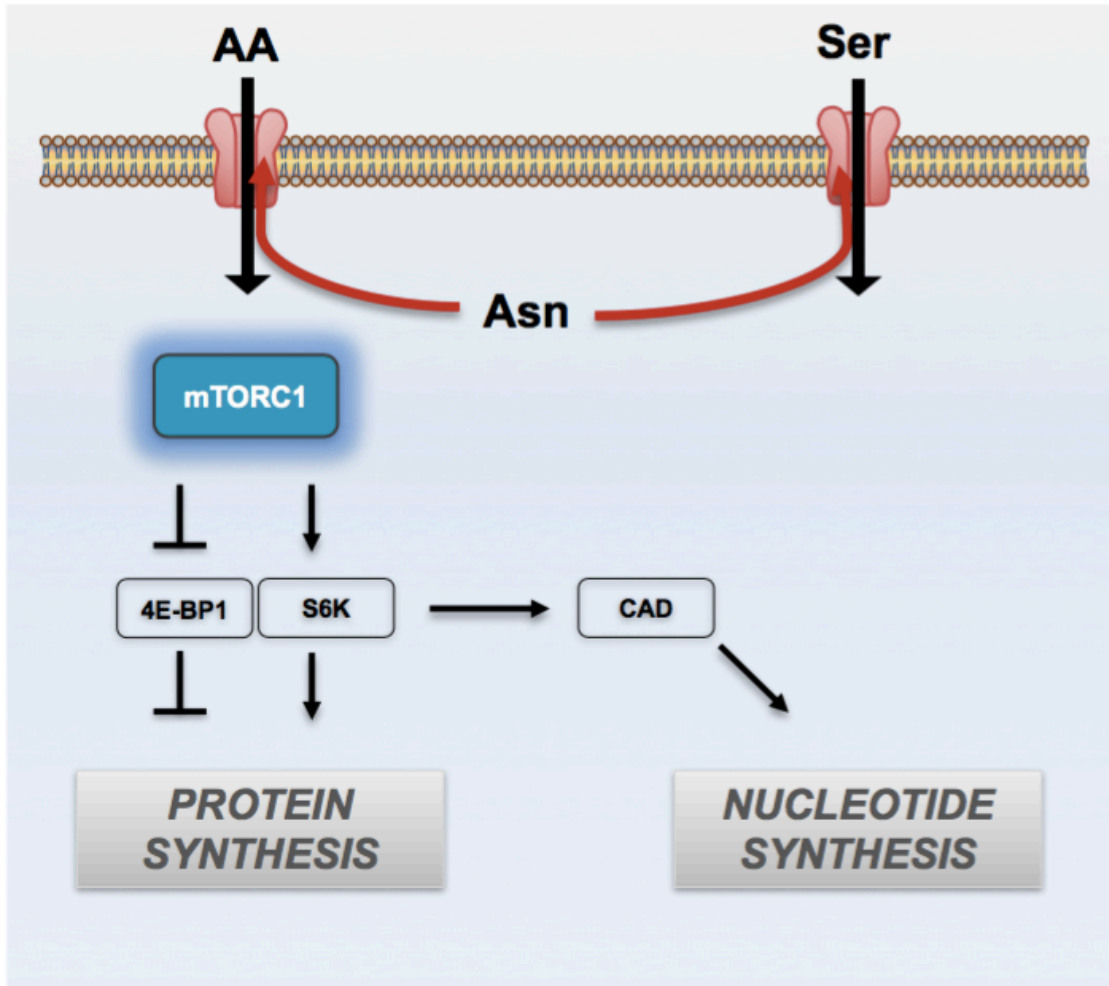 AA
Ser
Asn
mTORC1
4E-BP1
S6K
CAD
PROTEIN
SYNTHESIS
NUCLEOTIDE
SYNTHESIS